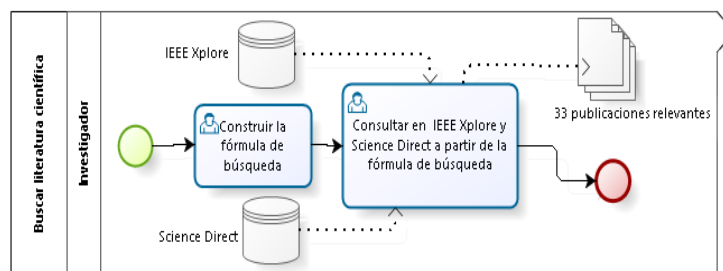 Buscar literatura científica
Investigador
IEEE Xplore
33 publicaciones relevantes
Construir la
fórmula de
búsqueda
Consultar en IEEE Xplore y
Science Direct a partir de la
fórmula de búsqueda
Science Direct